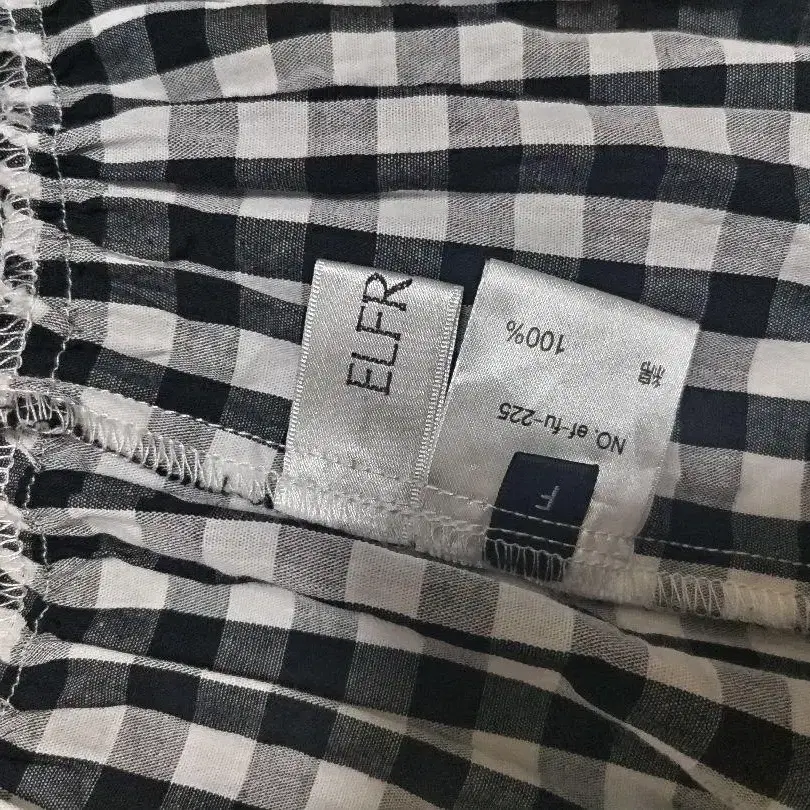 ELFR
NO. ef-fu-225
綿 100%
F